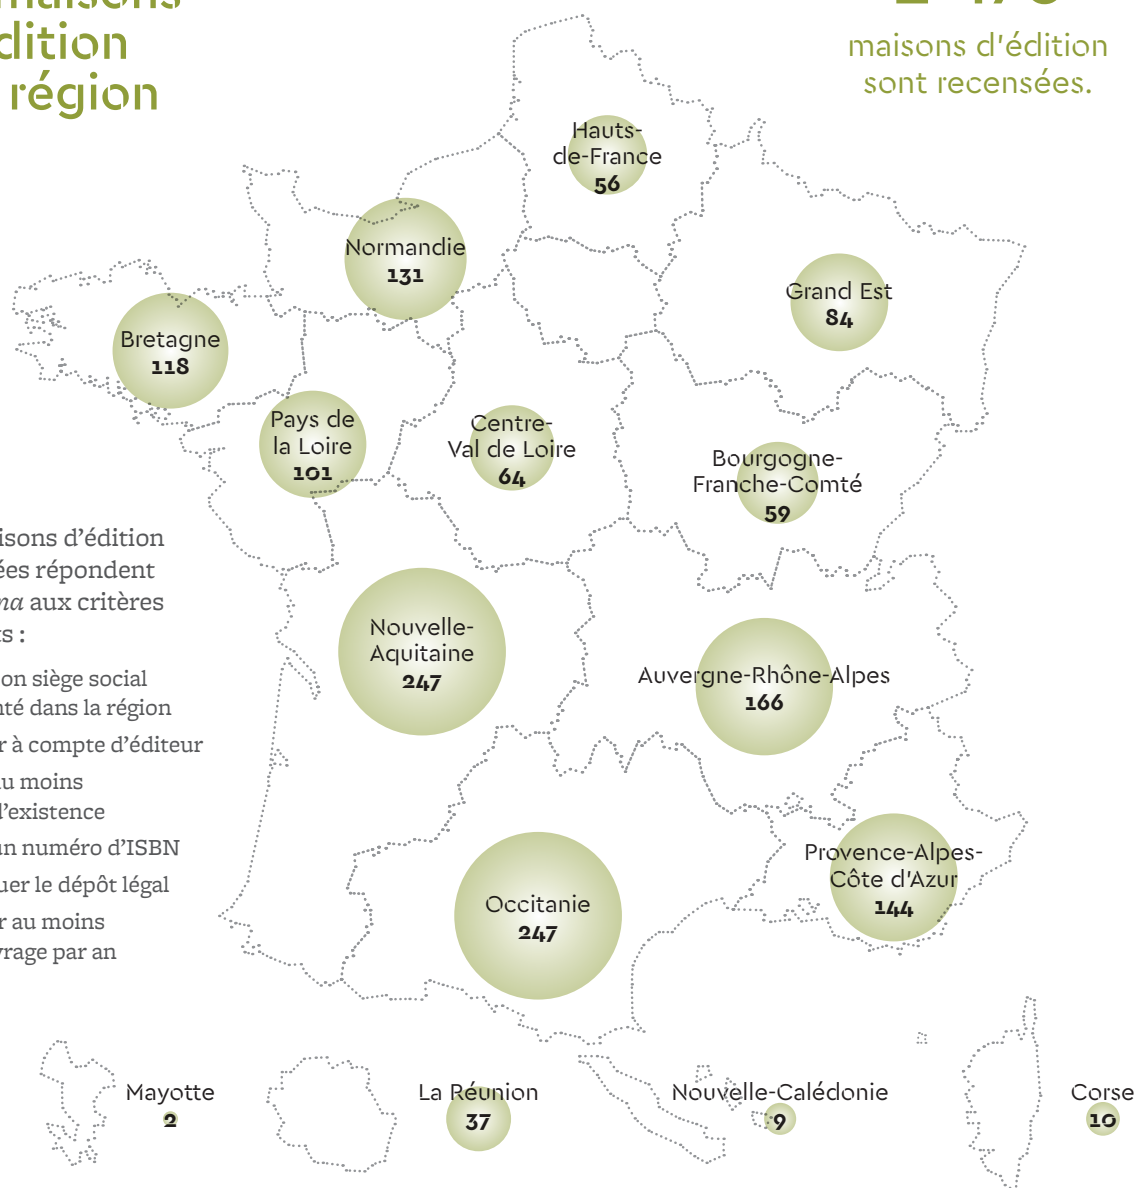 dition
région
maisons d'édition
sont recensées.
Hauts-
de-France
56
Normandie
131
Grand Est
84
Bretagne
118
Pays de
la Loire
101
Centre-
Val de Loire
64
Bourgogne-
Franche-Comté
59
isons d’édition
ées répondent
na aux critères
ts :
on siège social
nté dans la région
r à compte d’éditeur
u moins
d’existence
un numéro d’ISBN
uer le dépôt légal
r au moins
vrage par an
Nouvelle-
Aquitaine
247
Auvergne-Rhône-Alpes
166
Provence-Alpes-
Côte d'Azur
144
Occitanie
247
Mayotte
2
La Réunion
37
Nouvelle-Calédonie
9
Corse
10